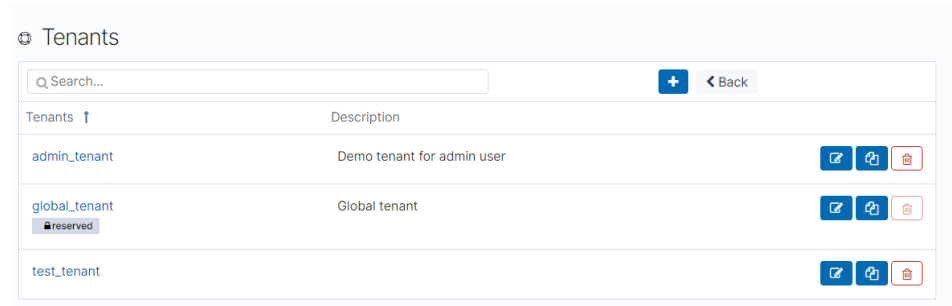 Tenants
Search...
Back
Tenants Description
admin_tenant Demo tenant for admin user
global_tenant Global tenant
reserved
test_tenant